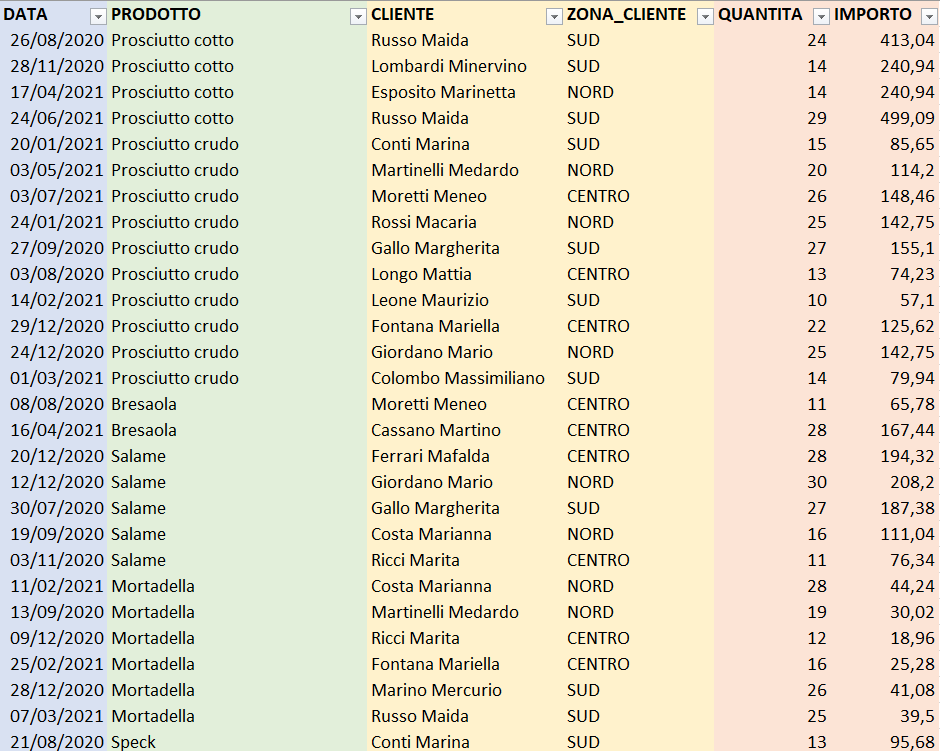 DATA PRODOTTO CLIENTE ZONA_CLIENTE QUANTITA IMPORTO
26/08/2020 Prosciutto cotto Russo Maida SUD 24 413,04
28/11/2020 Prosciutto cotto Lombardi Minervino SUD 14 240,94
17/04/2021 Prosciutto cotto Esposito Marinetta NORD 14 240,94
24/06/2021 Prosciutto cotto Russo Maida SUD 29 499,09
20/01/2021 Prosciutto crudo Conti Marina SUD 15 85,65
03/05/2021 Prosciutto crudo Martinelli Medardo NORD 20 114,2
03/07/2021 Prosciutto crudo Moretti Meneo CENTRO 26 148,46
24/01/2021 Prosciutto crudo Rossi Macaria NORD 25 142,75
27/09/2020 Prosciutto crudo Gallo Margherita SUD 27 155,1
03/08/2020 Prosciutto crudo Longo Mattia CENTRO 13 74,23
14/02/2021 Prosciutto crudo Leone Maurizio SUD 10 57,1
29/12/2020 Prosciutto crudo Fontana Mariella CENTRO 22 125,62
24/12/2020 Prosciutto crudo Giordano Mario NORD 25 142,75
01/03/2021 Prosciutto crudo Colombo Massimiliano SUD 14 79,94
08/08/2020 Bresaola Moretti Meneo CENTRO 11 65,78
16/04/2021 Bresaola Cassano Martino CENTRO 28 167,44
20/12/2020 Salame Ferrari Mafalda CENTRO 28 194,32
12/12/2020 Salame Giordano Mario NORD 30 208,2
30/07/2020 Salame Gallo Margherita SUD 27 187,38
19/09/2020 Salame Costa Marianna NORD 16 111,04
03/11/2020 Salame Ricci Marita CENTRO 11 76,34
11/02/2021 Mortadella Costa Marianna NORD 28 44,24
13/09/2020 Mortadella Martinelli Medardo NORD 19 30,02
09/12/2020 Mortadella Ricci Marita CENTRO 12 18,96
25/02/2021 Mortadella Fontana Mariella CENTRO 16 25,28
28/12/2020 Mortadella Marino Mercurio SUD 26 41,08
07/03/2021 Mortadella Russo Maida SUD 25 39,5
21/08/2020 Speck Conti Marina SUD 13 95,68